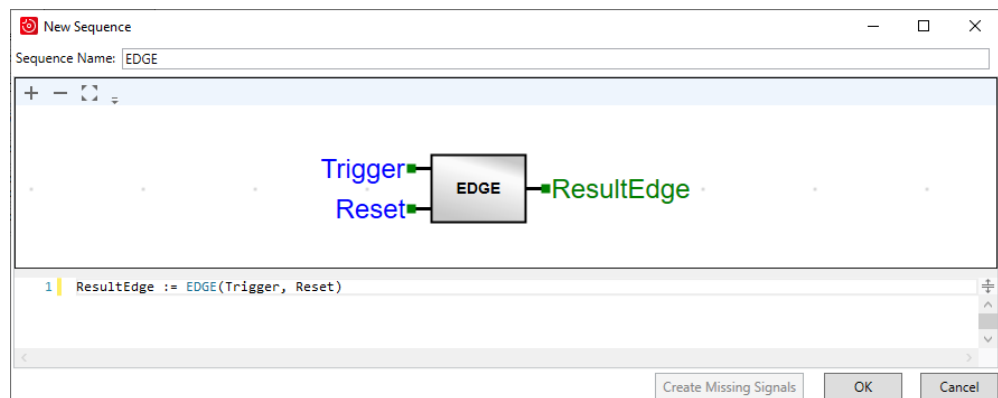 New Sequence
Sequence Name: EDGE
Trigger
Reset
EDGE
ResultEdge
1 ResultEdge := EDGE(Trigger, Reset)
Create Missing Signals OK Cancel